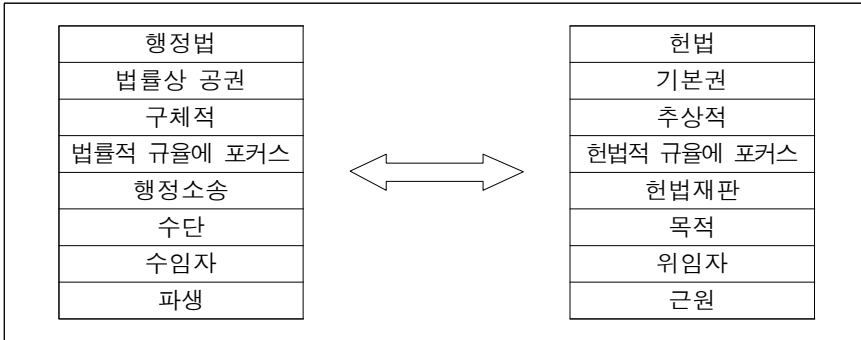 행정법
법률상 공권
구체적
법률적 규율에 포커스
행정소송
수단
수임자
파생
헌법
기본권
추상적
헌법적 규율에 포커스
헌법재판
목적
위임자
근원